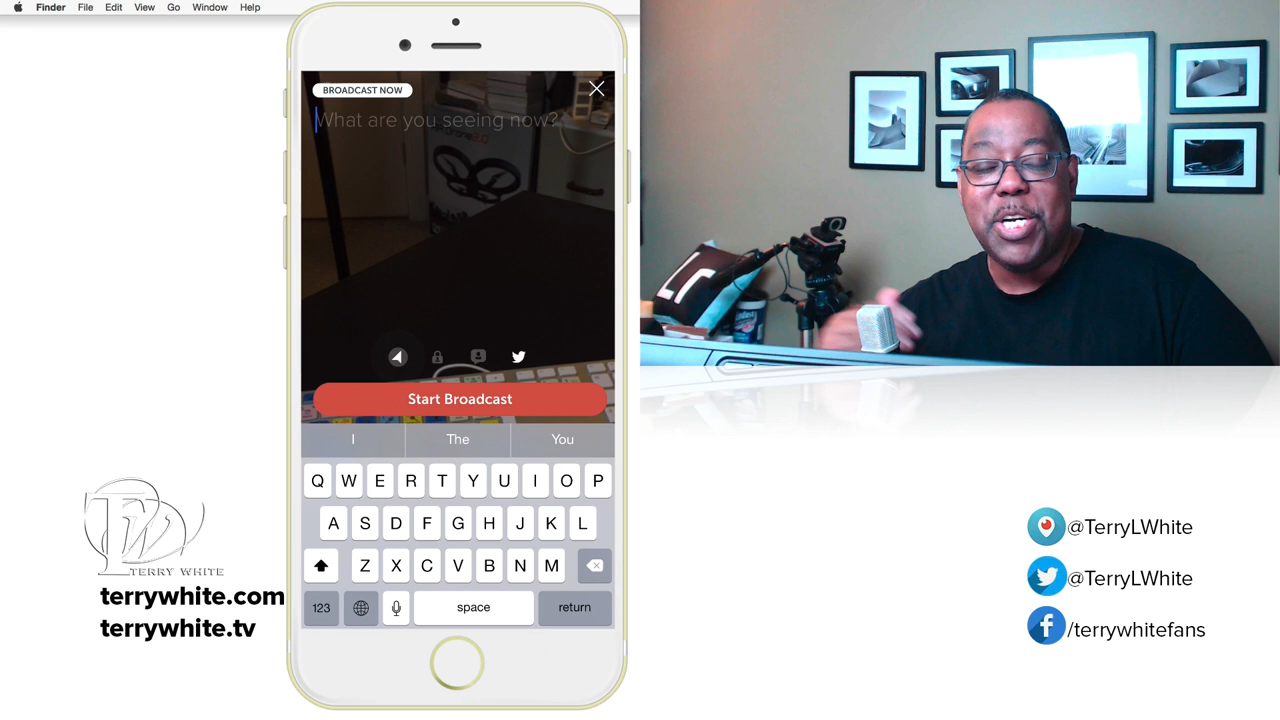 Finder File Edit View Go Window Help
BROADCAST NOW
What are you seeing now?
Start Broadcast
I The You
Q W E R T Y U I O P
A S D F G H J K L
Z X C V B N M
123 space return
TERRY WHITE
terrywhite.com
terrywhite.tv
@TerryLWhite
@TerryLWhite
/terrywhitefans